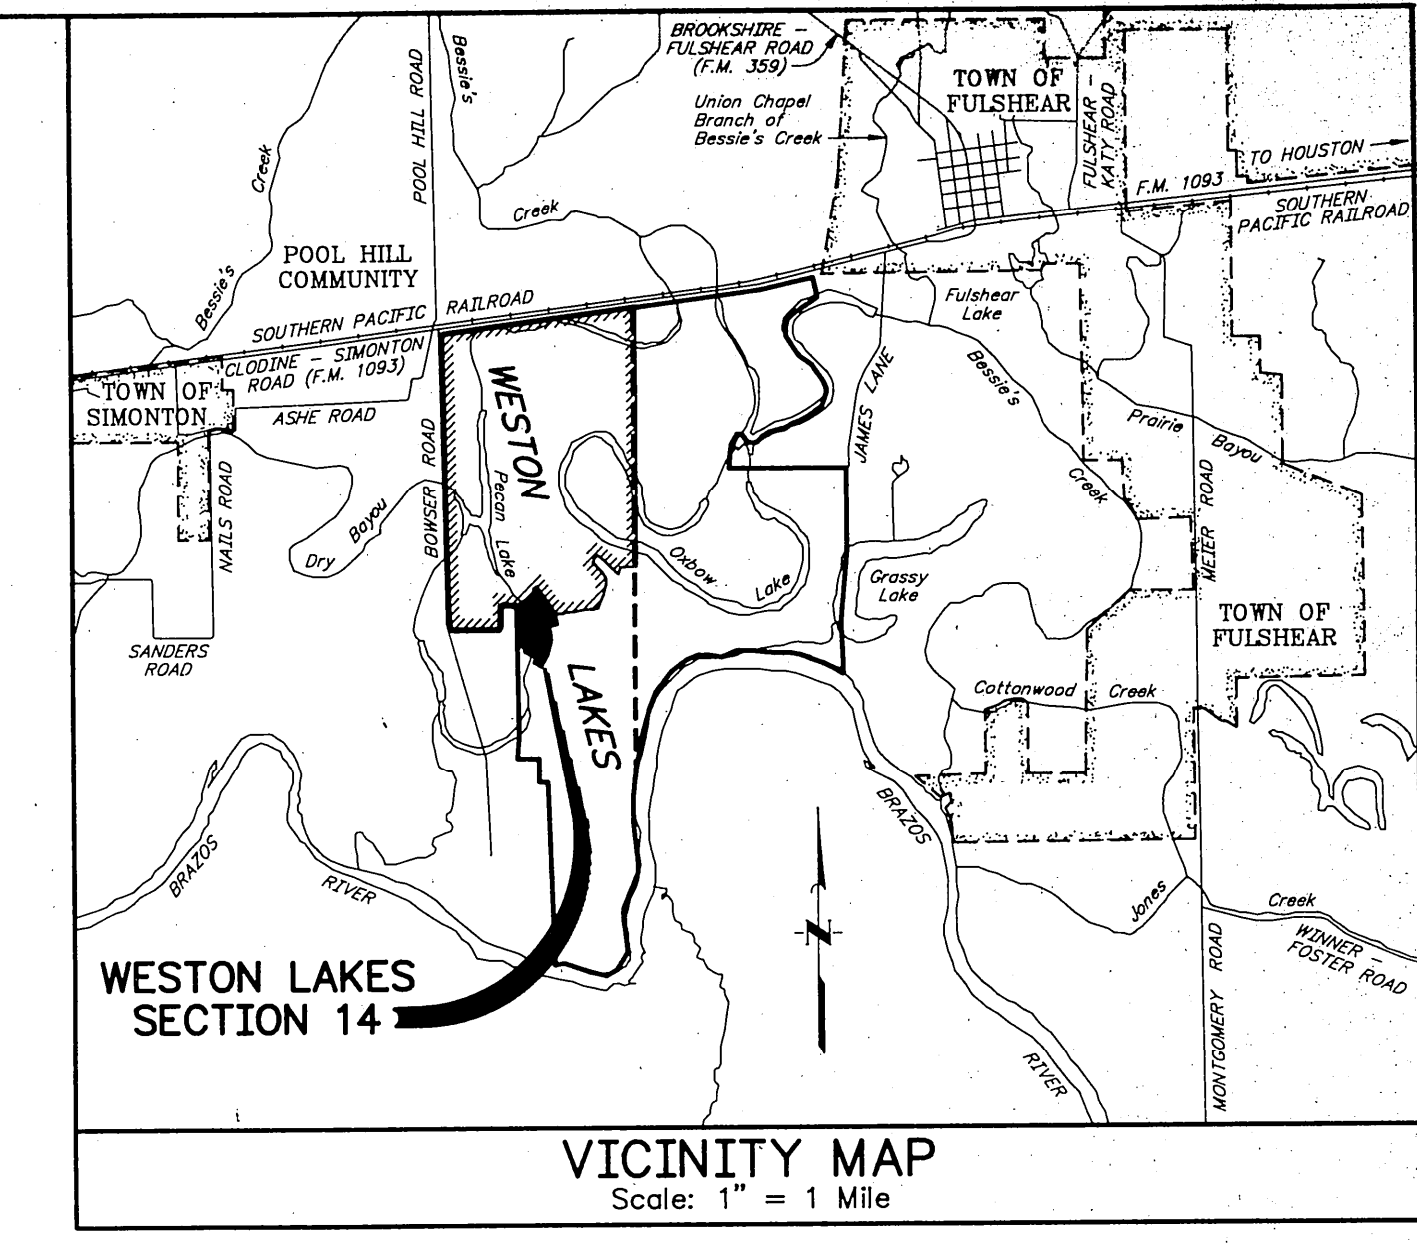 BROOKSHIRE –
FULSHEAR ROAD
(F.M. 359)
TOWN OF
FULSHEAR
Union Chapel
Branch of
Bessie's Creek
FULSHEAR –
KATY ROAD
TO HOUSTON
F.M. 1093
SOUTHERN
PACIFIC RAILROAD
POOL HILL ROAD
Bessie's
Creek
Bessie's
Creek
POOL HILL
COMMUNITY
SOUTHERN PACIFIC RAILROAD
CLODINE – SIMONTON
ROAD (F.M. 1093)
TOWN OF
SIMONTON
ASHE ROAD
NAILS ROAD
BOWSER ROAD
Dry Bayou
SANDERS
ROAD
WESTON
LAKES
Pecan Lake
Oxbow Lake
JAMES LANE
Fulshear
Lake
Bessie's
Creek
Prairie Bayou
Grassy
Lake
MEIER ROAD
TOWN OF
FULSHEAR
Cottonwood Creek
BRAZOS
RIVER
BRAZOS
RIVER
Jones
Creek
WINNER –
FOSTER ROAD
MONTGOMERY ROAD
N
WESTON LAKES
SECTION 14
VICINITY MAP
Scale: 1" = 1 Mile